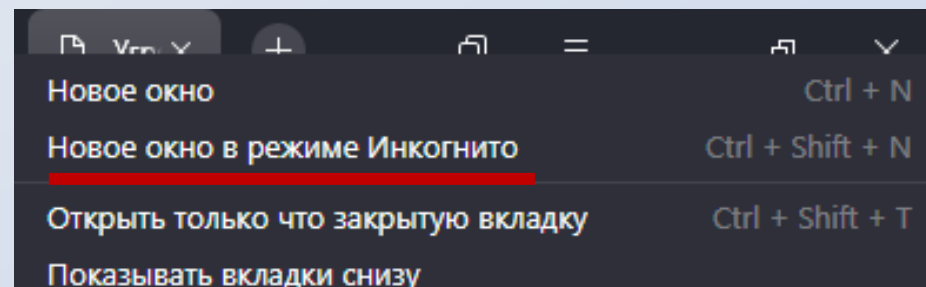 Новое окно Ctrl + N
Новое окно в режиме Инкогнито Ctrl + Shift + N
Открыть только что закрытую вкладку Ctrl + Shift + T
Показывать вкладки снизу